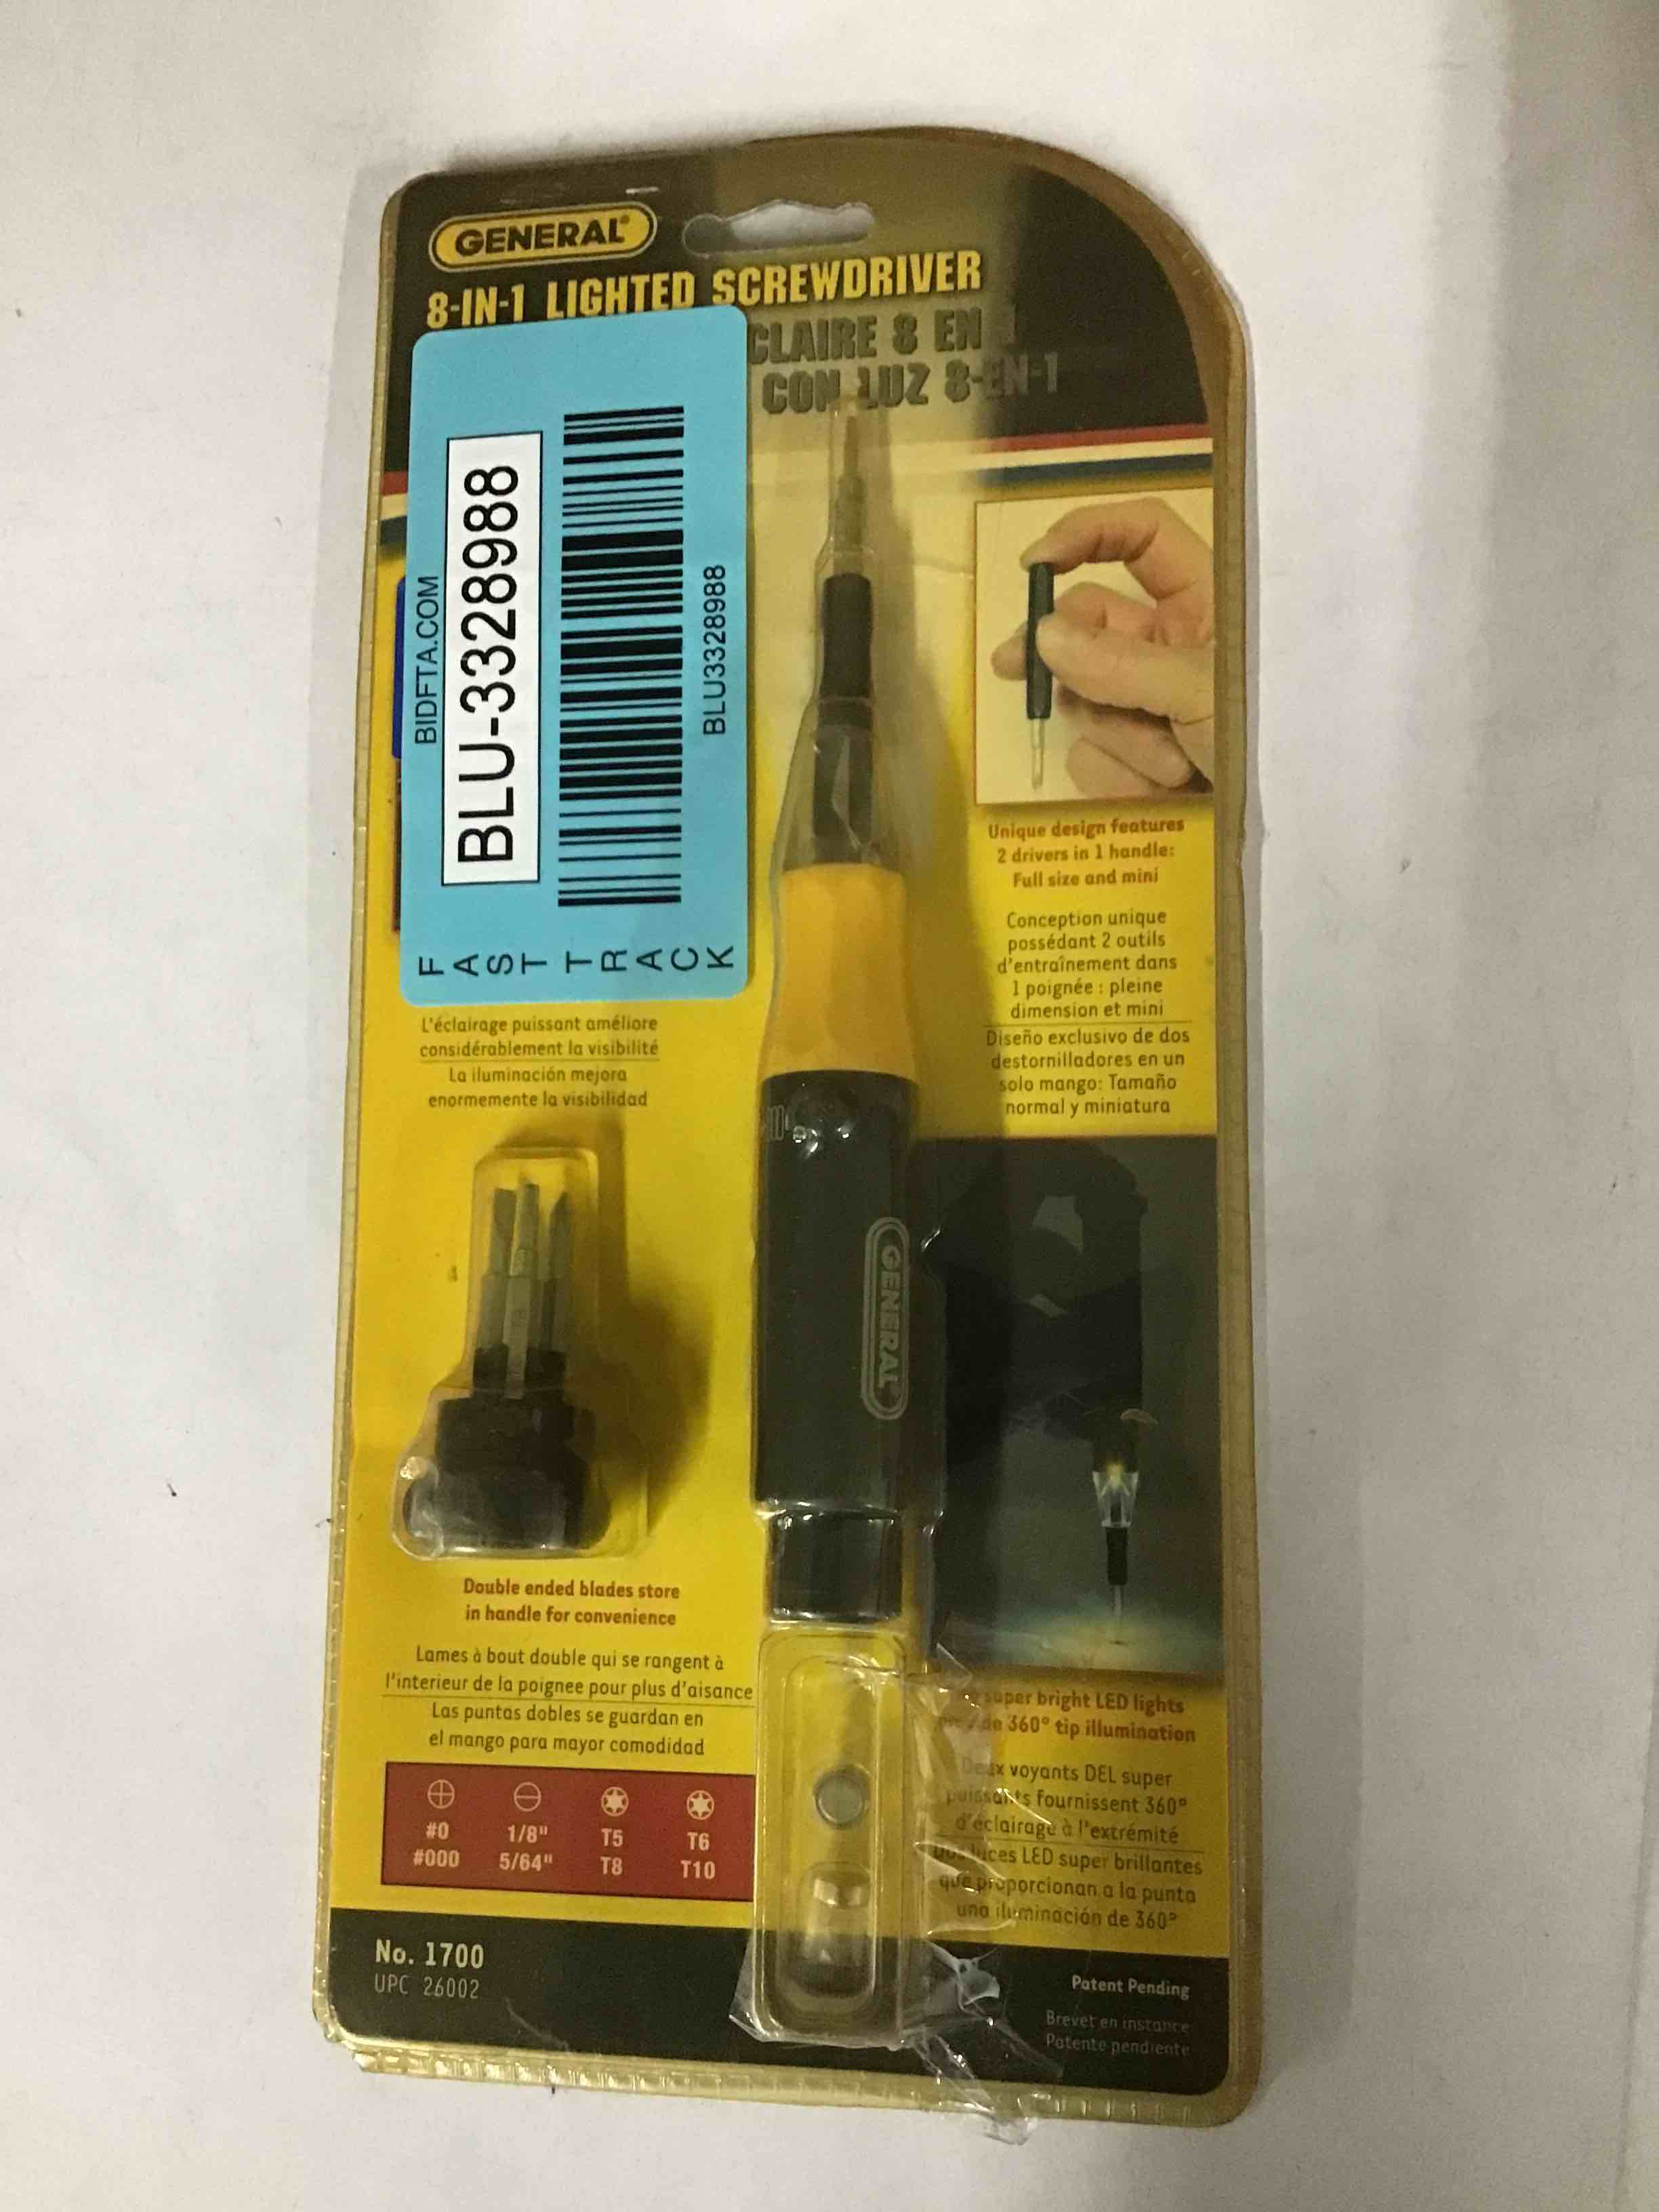 GENERAL®
8-IN-1 LIGHTED SCREWDRIVER
CLAIRE 8 EN 1
CON LUZ 8-EN-1
BIDFTA.COM
BLU-3328988
BLU3328988
FAST TRACK
L'éclairage puissant améliore
considérablement la visibilité
La iluminación mejora
enormemente la visibilidad
Unique design features
2 drivers in 1 handle:
Full size and mini
Conception unique
possédant 2 outils
d'entraînement dans
1 poignée : pleine
dimension et mini
Diseño exclusivo de dos
destornilladores en un
solo mango: Tamaño
normal y miniatura
GENERAL
Double ended blades store
in handle for convenience
Lames à bout double qui se rangent à
l'interieur de la poignee pour plus d'aisance
Las puntas dobles se guardan en
el mango para mayor comodidad
#0 1/8" T5 T6
#000 5/64" T8 T10
super bright LED lights
360° tip illumination
Deux voyants DEL super
puissants fournissent 360°
d'éclairage à l'extrémité
luces LED super brillantes
que proporcionan a la punta
una iluminación de 360°
No. 1700
UPC 26002
Patent Pending
Brevet en instance
Patente pendiente